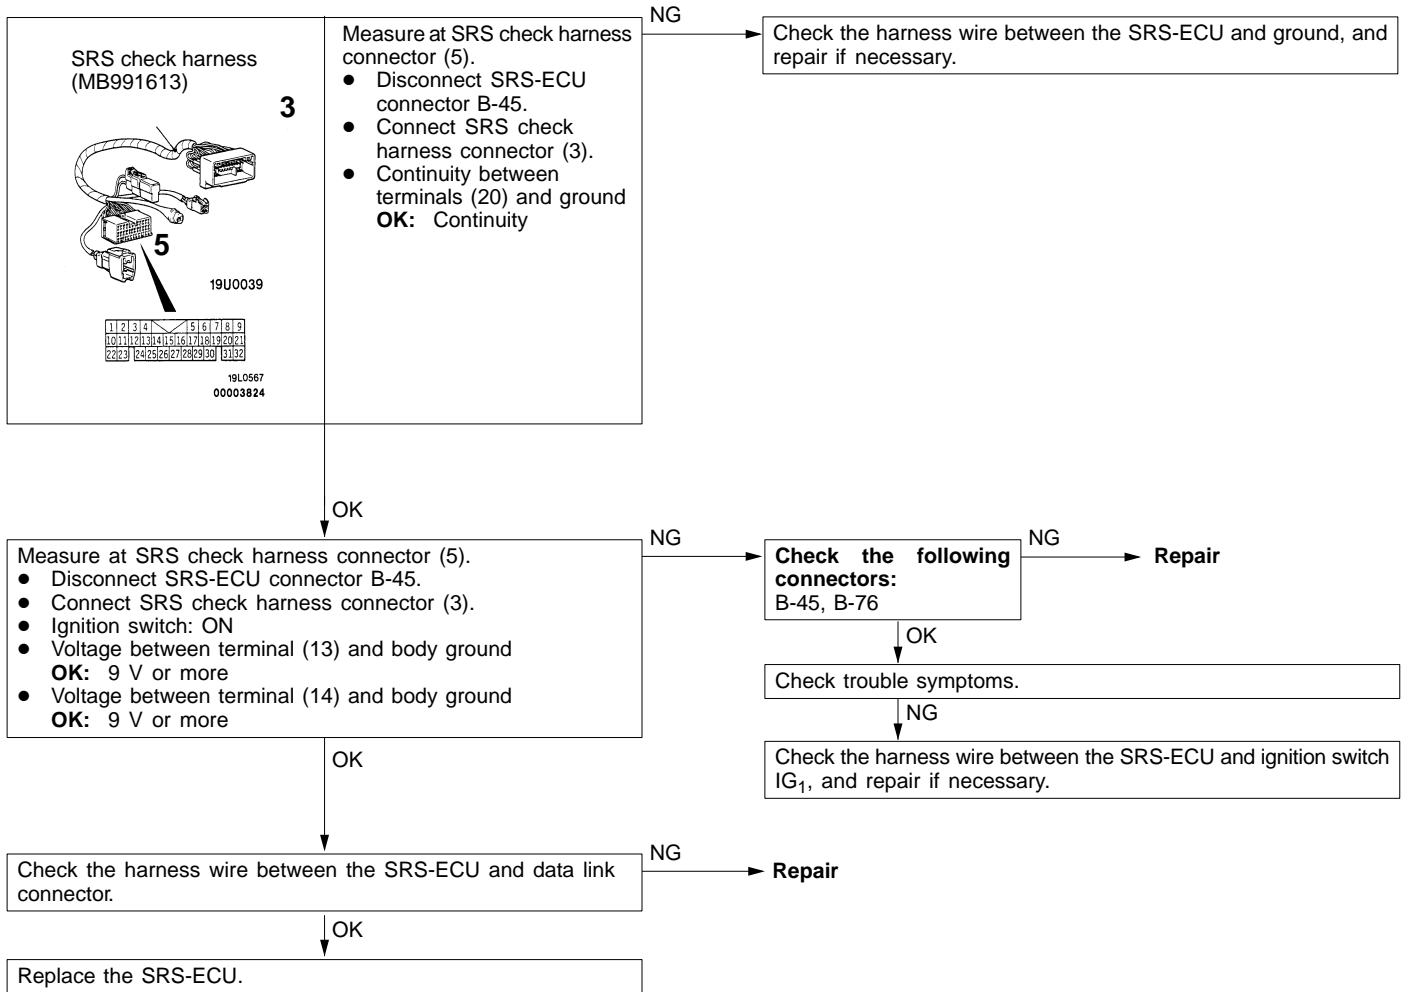 SRS check harness
(MB991613)
3
5
19U0039
1 2 3 4 5 6 7 8 9
10 11 12 13 14 15 16 17 18 19 20 21
22 23 24 25 26 27 28 29 30 31 32
19L0567
00003824
Measure at SRS check harness
connector (5).
● Disconnect SRS-ECU
connector B-45.
● Connect SRS check
harness connector (3).
● Continuity between
terminals (20) and ground
OK: Continuity
NG
Check the harness wire between the SRS-ECU and ground, and
repair if necessary.
OK
Measure at SRS check harness connector (5).
● Disconnect SRS-ECU connector B-45.
● Connect SRS check harness connector (3).
● Ignition switch: ON
● Voltage between terminal (13) and body ground
OK: 9 V or more
● Voltage between terminal (14) and body ground
OK: 9 V or more
NG
Check the following
connectors:
B-45, B-76
NG
Repair
OK
Check trouble symptoms.
NG
Check the harness wire between the SRS-ECU and ignition switch
IG1, and repair if necessary.
OK
Check the harness wire between the SRS-ECU and data link
connector.
NG
Repair
OK
Replace the SRS-ECU.